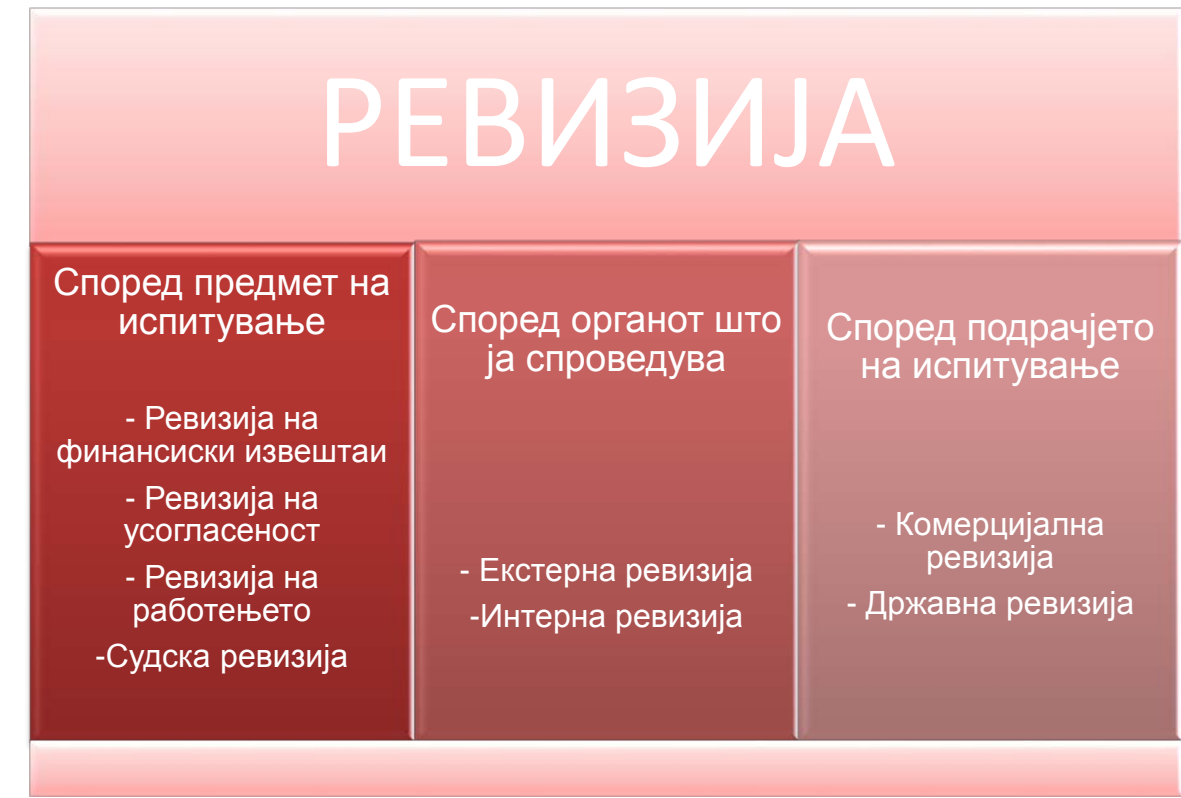 РЕВИЗИЈА
Според предмет на
испитување
- Ревизија на
финансиски извештаи
- Ревизија на
усогласеност
- Ревизија на
работењето
-Судска ревизија
Според органот што
ја спроведува
- Екстерна ревизија
-Интерна ревизија
Според подрачјето
на испитување
- Комерцијална
ревизија
- Државна ревизија